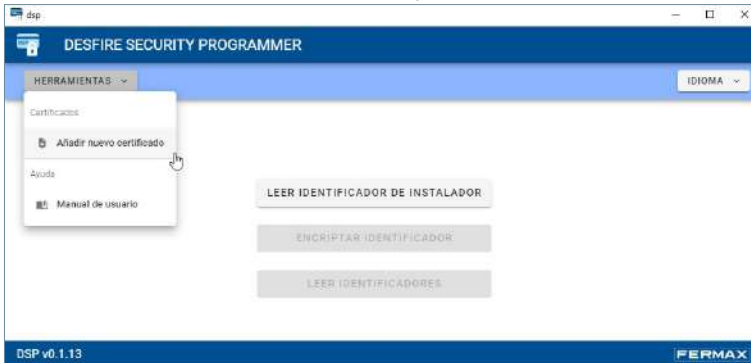 dsp
DESFIRE SECURITY PROGRAMMER
HERRAMIENTAS
IDIOMA
Certificados
Añadir nuevo certificado
Ayuda
Manual de usuario
LEER IDENTIFICADOR DE INSTALADOR
ENCRIPTAR IDENTIFICADOR
LEER IDENTIFICADORES
DSP v0.1.13
FERMAX